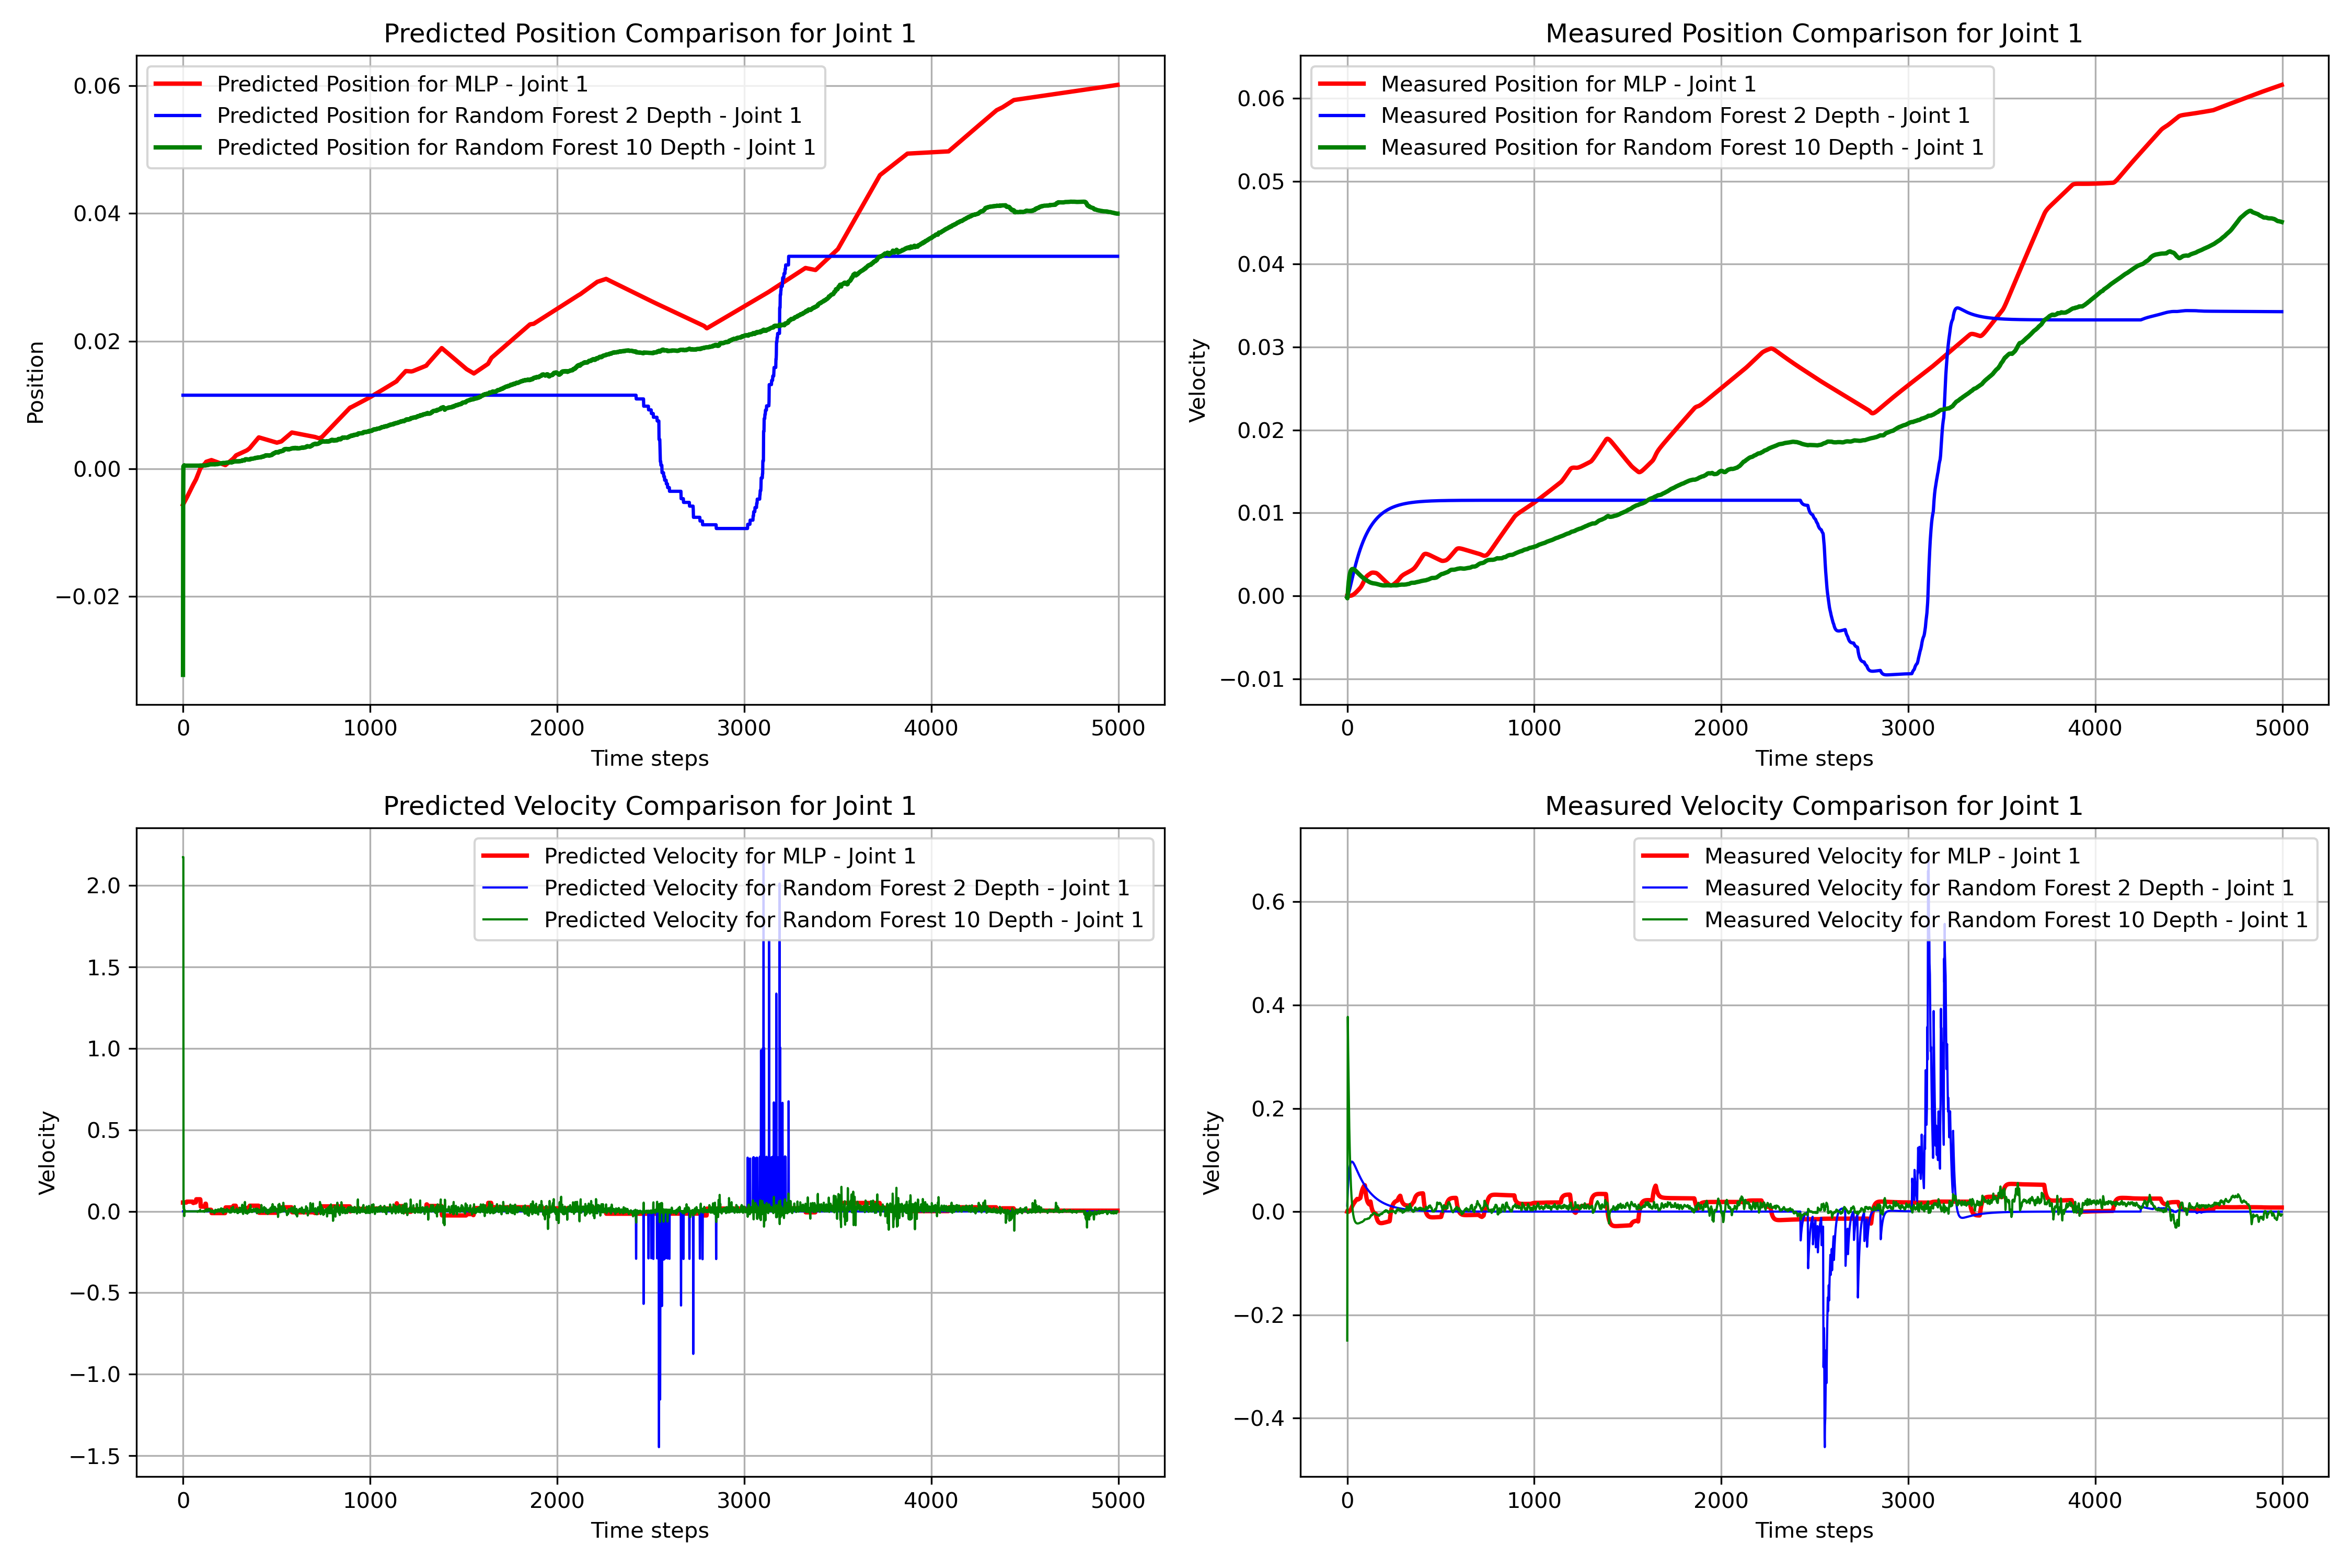 Predicted Position Comparison for Joint 1
Predicted Position for MLP - Joint 1
Predicted Position for Random Forest 2 Depth - Joint 1
Predicted Position for Random Forest 10 Depth - Joint 1
0.06
0.04
0.02
0.00
−0.02
Position
0 1000 2000 3000 4000 5000
Time steps
Measured Position Comparison for Joint 1
Measured Position for MLP - Joint 1
Measured Position for Random Forest 2 Depth - Joint 1
Measured Position for Random Forest 10 Depth - Joint 1
0.06
0.05
0.04
0.03
0.02
0.01
0.00
−0.01
Velocity
0 1000 2000 3000 4000 5000
Time steps
Predicted Velocity Comparison for Joint 1
Predicted Velocity for MLP - Joint 1
Predicted Velocity for Random Forest 2 Depth - Joint 1
Predicted Velocity for Random Forest 10 Depth - Joint 1
2.0
1.5
1.0
0.5
0.0
−0.5
−1.0
−1.5
Velocity
0 1000 2000 3000 4000 5000
Time steps
Measured Velocity Comparison for Joint 1
Measured Velocity for MLP - Joint 1
Measured Velocity for Random Forest 2 Depth - Joint 1
Measured Velocity for Random Forest 10 Depth - Joint 1
0.6
0.4
0.2
0.0
−0.2
−0.4
Velocity
0 1000 2000 3000 4000 5000
Time steps